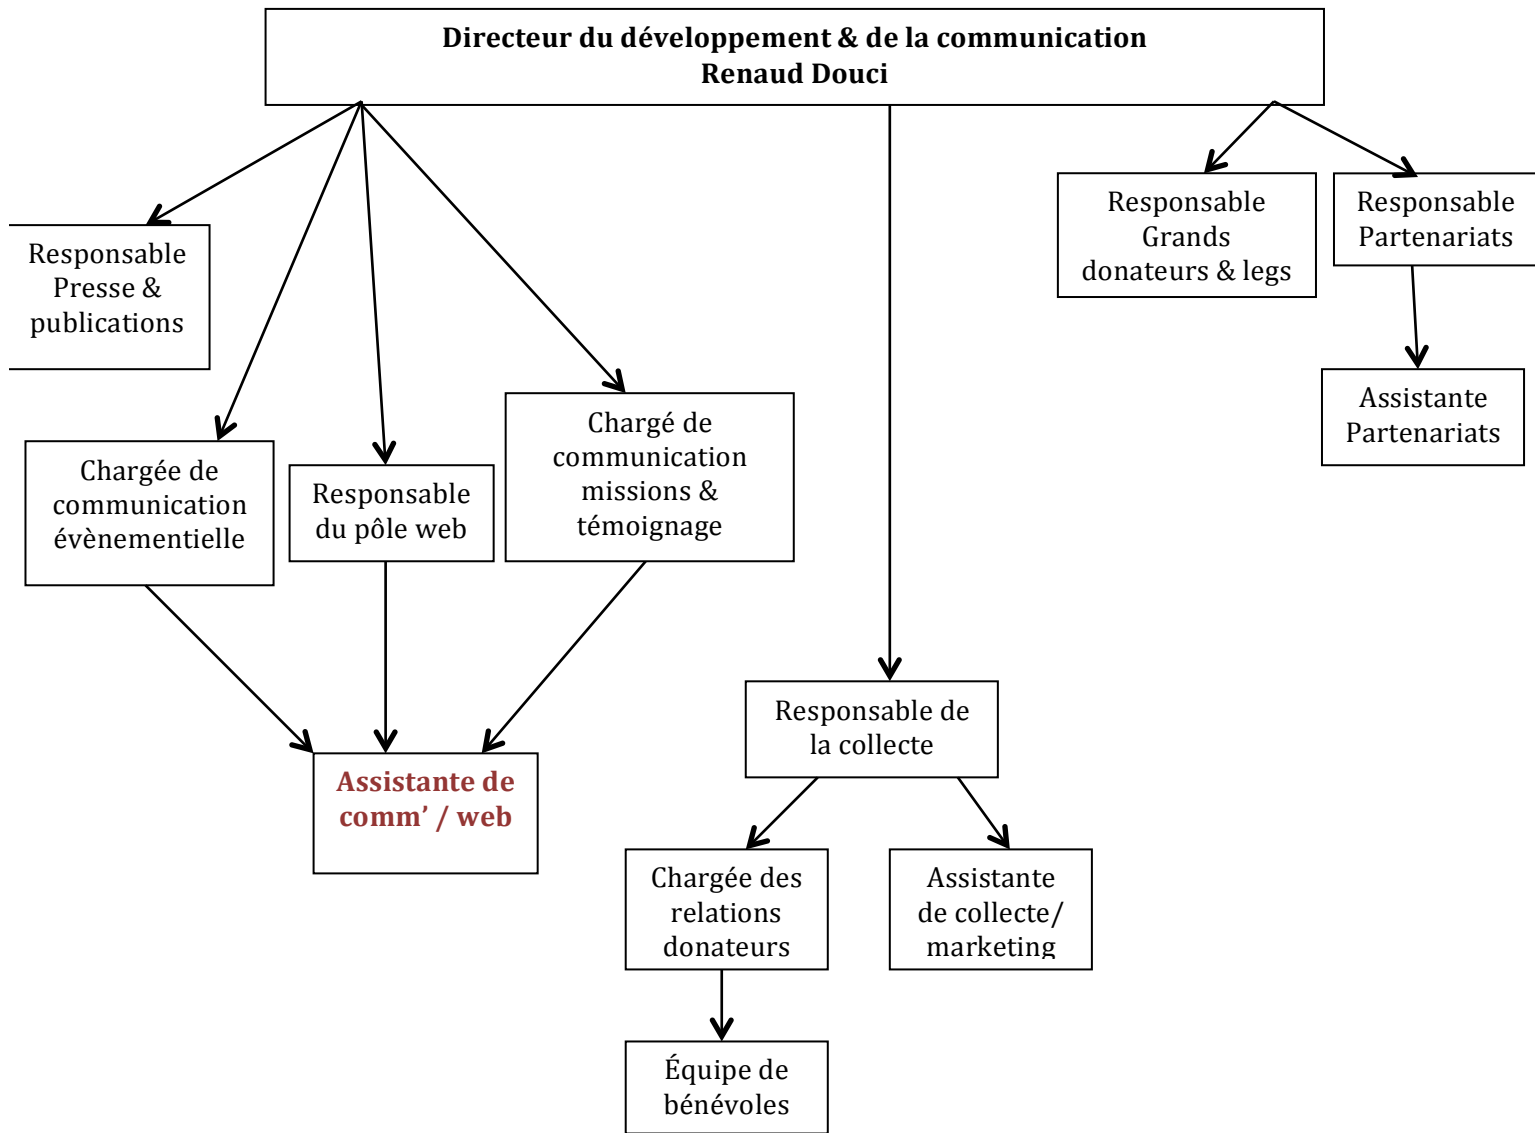 Directeur du développement & de la communication
Renaud Douci
Responsable
Presse &
publications
Chargée de
communication
évènementielle
Responsable
du pôle web
Chargé de
communication
missions &
témoignage
Assistante de
comm’ / web
Responsable de
la collecte
Chargée des
relations
donateurs
Assistante
de collecte/
marketing
Équipe de
bénévoles
Responsable
Grands
donateurs & legs
Responsable
Partenariats
Assistante
Partenariats